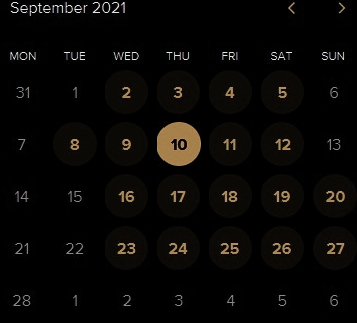 September 2021 < >
MON TUE WED THU FRI SAT SUN
31 1 2 3 4 5 6
7 8 9 10 11 12 13
14 15 16 17 18 19 20
21 22 23 24 25 26 27
28 1 2 3 4 5 6